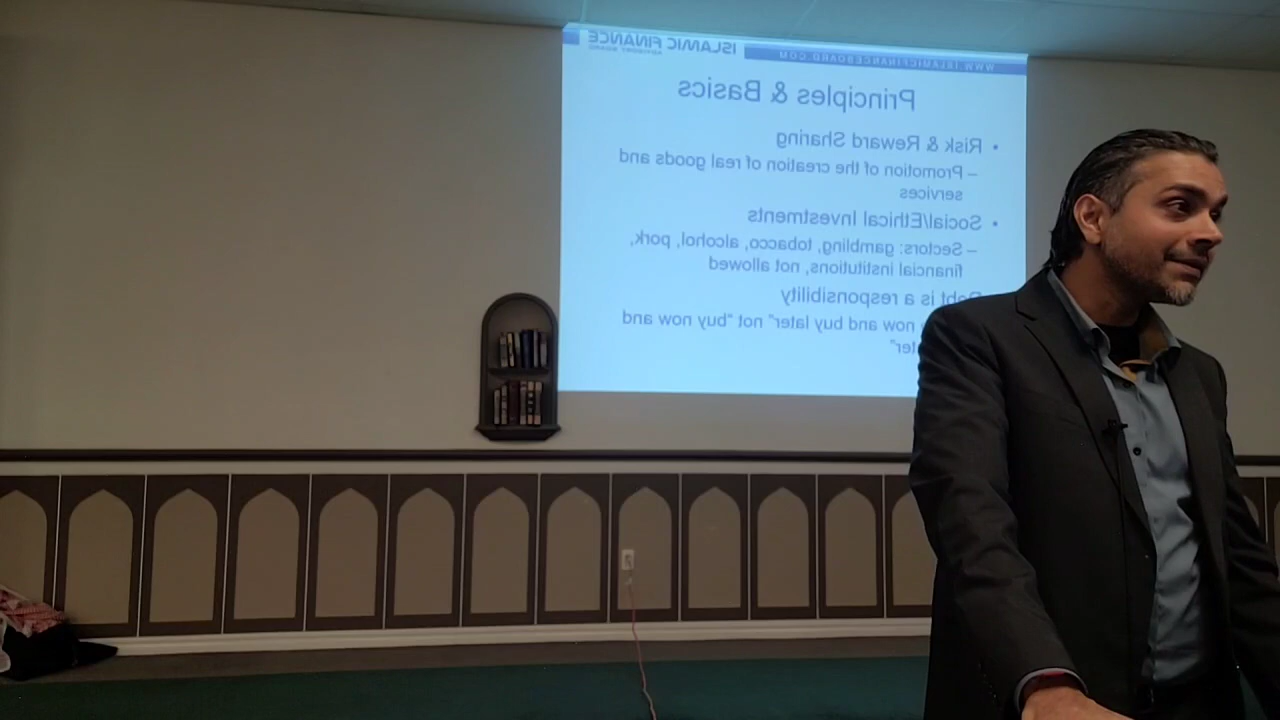 ISLAMIC FINANCE
ADVISORY BOARD
WWW.ISLAMICFINANCEBOARD.COM
Principles & Basics
• Risk & Reward Sharing
– Promotion of the creation of real goods and
services
• Social/Ethical Investments
– Sectors: gambling, tobacco, alcohol, pork,
financial institutions, not allowed
Debt is a responsibility
now and buy later" not "buy now and